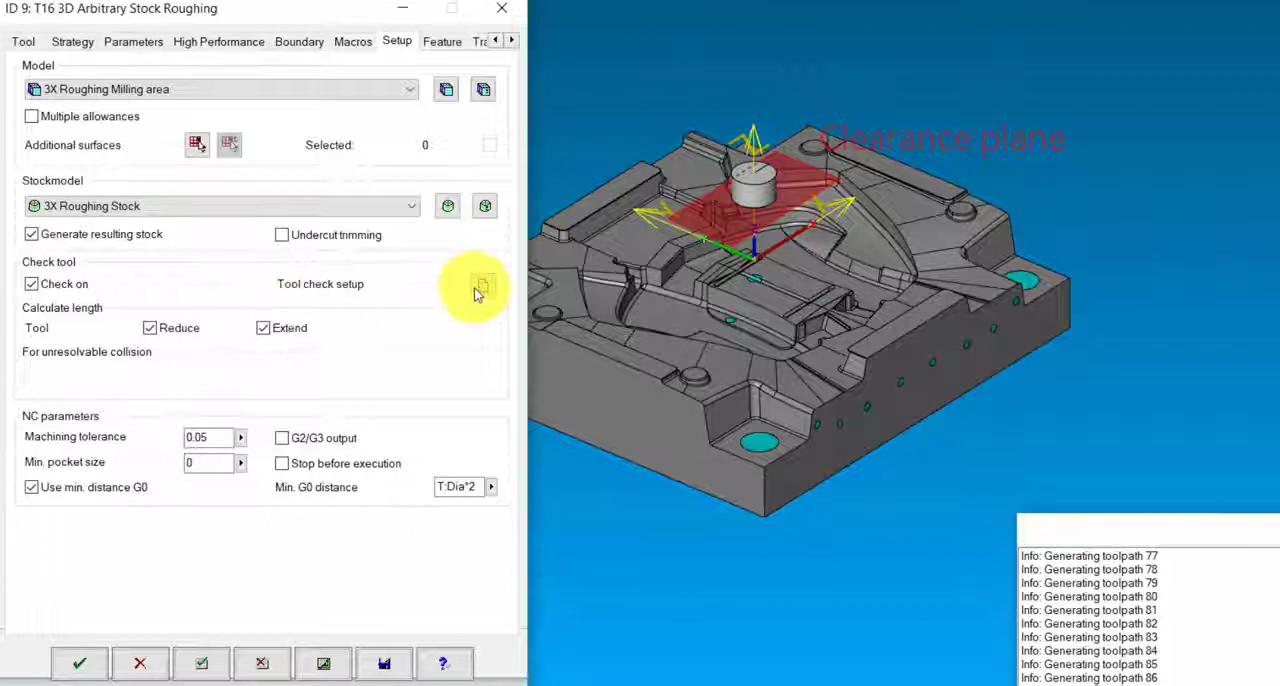 ID 9: T16 3D Arbitrary Stock Roughing
Tool Strategy Parameters High Performance Boundary Macros Setup Feature Tra
Model
3X Roughing Milling area
Multiple allowances
Additional surfaces Selected: 0
Stockmodel
3X Roughing Stock
Generate resulting stock Undercut trimming
Check tool
Check on Tool check setup
Calculate length
Tool Reduce Extend
For unresolvable collision
NC parameters
Machining tolerance 0.05 G2/G3 output
Min. pocket size 0 Stop before execution
Use min. distance G0 Min. G0 distance T:Dia*2
Clearance plane
Info: Generating toolpath 77
Info: Generating toolpath 78
Info: Generating toolpath 79
Info: Generating toolpath 80
Info: Generating toolpath 81
Info: Generating toolpath 82
Info: Generating toolpath 83
Info: Generating toolpath 84
Info: Generating toolpath 85
Info: Generating toolpath 86